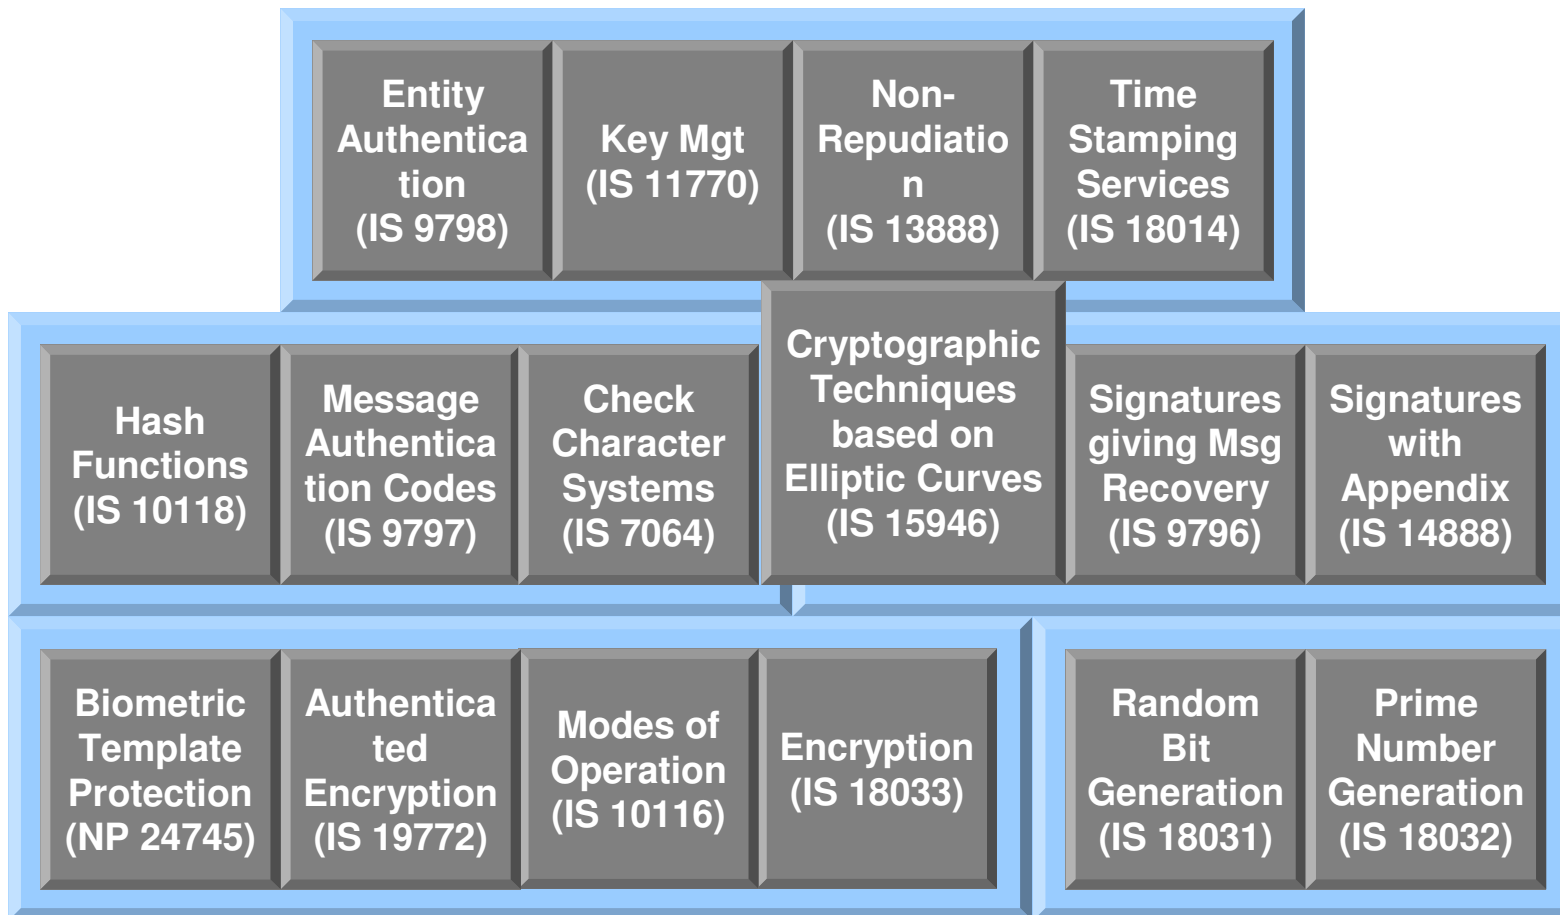 Entity
Authentica
tion
(IS 9798)
Key Mgt
(IS 11770)
Non-
Repudiatio
n
(IS 13888)
Time
Stamping
Services
(IS 18014)
Hash
Functions
(IS 10118)
Message
Authentica
tion Codes
(IS 9797)
Check
Character
Systems
(IS 7064)
Cryptographic
Techniques
based on
Elliptic Curves
(IS 15946)
Signatures
giving Msg
Recovery
(IS 9796)
Signatures
with
Appendix
(IS 14888)
Biometric
Template
Protection
(NP 24745)
Authentica
ted
Encryption
(IS 19772)
Modes of
Operation
(IS 10116)
Encryption
(IS 18033)
Random
Bit
Generation
(IS 18031)
Prime
Number
Generation
(IS 18032)